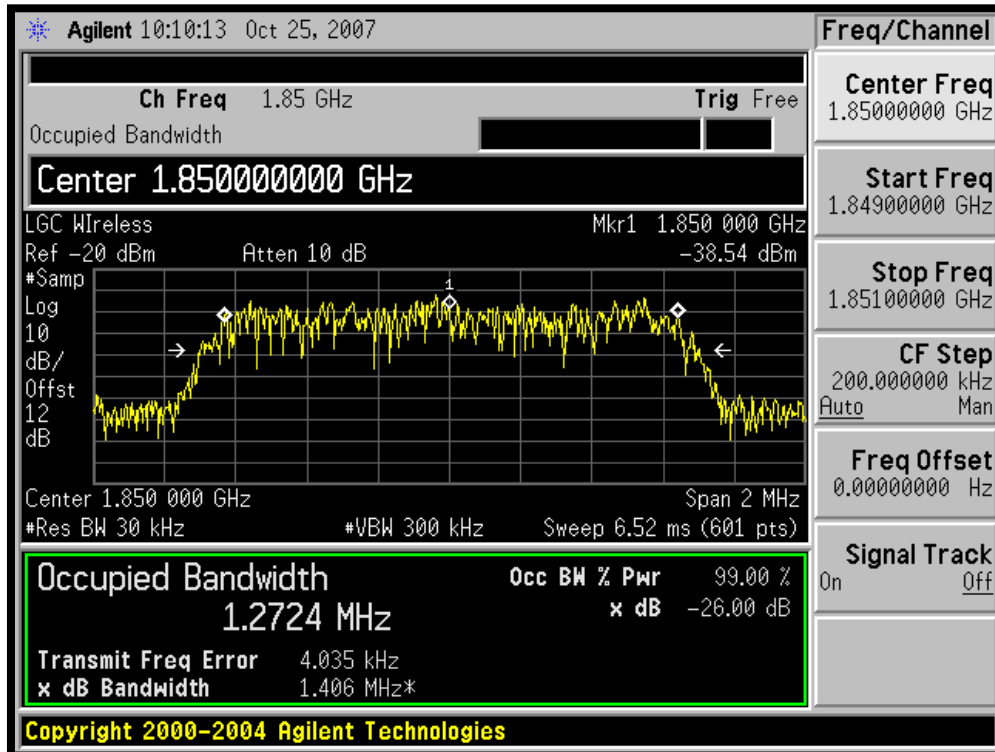 Agilent 10:10:13 Oct 25, 2007
Freq/Channel
Ch Freq 1.85 GHz Trig Free
Occupied Bandwidth
Center 1.850000000 GHz
LGC WIreless Mkr1 1.850 000 GHz
Ref -20 dBm Atten 10 dB -38.54 dBm
#Samp
Log
10
dB/
Offst
12
dB
1
Center 1.850 000 GHz Span 2 MHz
#Res BW 30 kHz #VBW 300 kHz Sweep 6.52 ms (601 pts)
Occupied Bandwidth Occ BW % Pwr 99.00 %
1.2724 MHz x dB -26.00 dB
Transmit Freq Error 4.035 kHz
x dB Bandwidth 1.406 MHz*
Copyright 2000-2004 Agilent Technologies
Center Freq
1.85000000 GHz
Start Freq
1.84900000 GHz
Stop Freq
1.85100000 GHz
CF Step
200.000000 kHz
Auto Man
Freq Offset
0.00000000 Hz
Signal Track
On Off